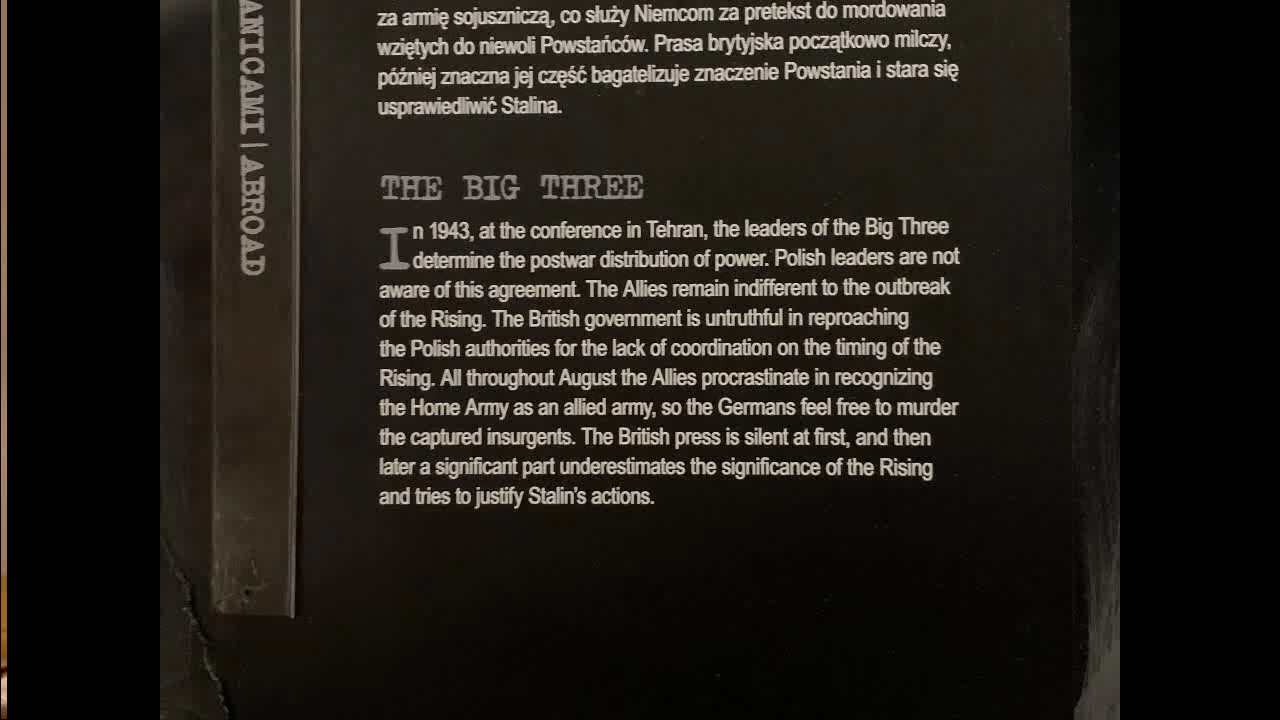 za armię sojuszniczą, co służy Niemcom za pretekst do mordowania
wziętych do niewoli Powstańców. Prasa brytyjska początkowo milczy,
później znaczna jej część bagatelizuje znaczenie Powstania i stara się
usprawiedliwić Stalina.
ANICAMI | ABROAD
THE BIG THREE
In 1943, at the conference in Tehran, the leaders of the Big Three
determine the postwar distribution of power. Polish leaders are not
aware of this agreement. The Allies remain indifferent to the outbreak
of the Rising. The British government is untruthful in reproaching
the Polish authorities for the lack of coordination on the timing of the
Rising. All throughout August the Allies procrastinate in recognizing
the Home Army as an allied army, so the Germans feel free to murder
the captured insurgents. The British press is silent at first, and then
later a significant part underestimates the significance of the Rising
and tries to justify Stalin's actions.